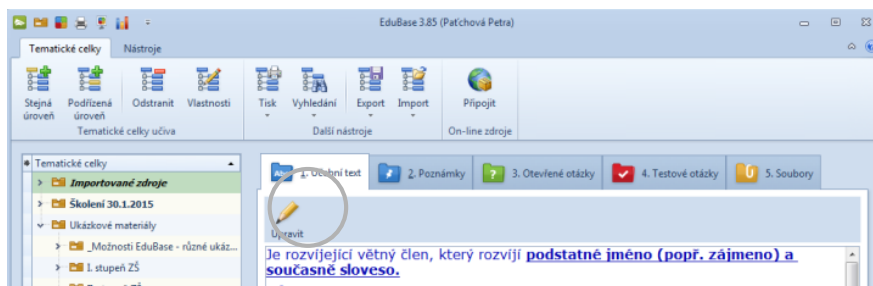 EduBase 3.85 (Paťchová Petra)
Tematické celky Nástroje
Stejná úroveň Podřízená úroveň Odstranit Vlastnosti Tisk Vyhledání Export Import Připojit
Tematické celky učiva Další nástroje On-line zdroje
Tematické celky
1. Učební text 2. Poznámky 3. Otevřené otázky 4. Testové otázky 5. Soubory
Importované zdroje
Školení 30.1.2015
Ukázkové materiály
_Možnosti EduBase - různé ukáz...
I. stupeň ZŠ
Upravit
Je rozvíjející větný člen, který rozvíjí podstatné jméno (popř. zájmeno) a
současně sloveso.